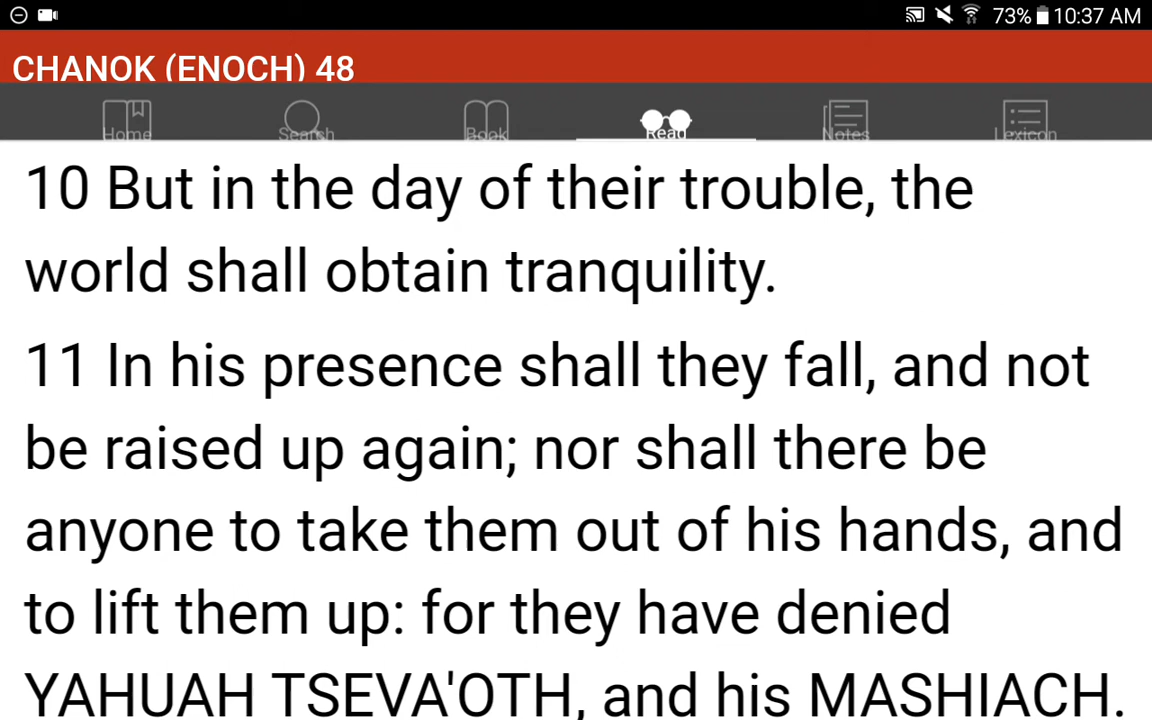 73% 10:37 AM
CHANOK (ENOCH) 48
Home Search Book Read Notes Lexicon
10 But in the day of their trouble, the
world shall obtain tranquility.
11 In his presence shall they fall, and not
be raised up again; nor shall there be
anyone to take them out of his hands, and
to lift them up: for they have denied
YAHUAH TSEVA'OTH, and his MASHIACH.